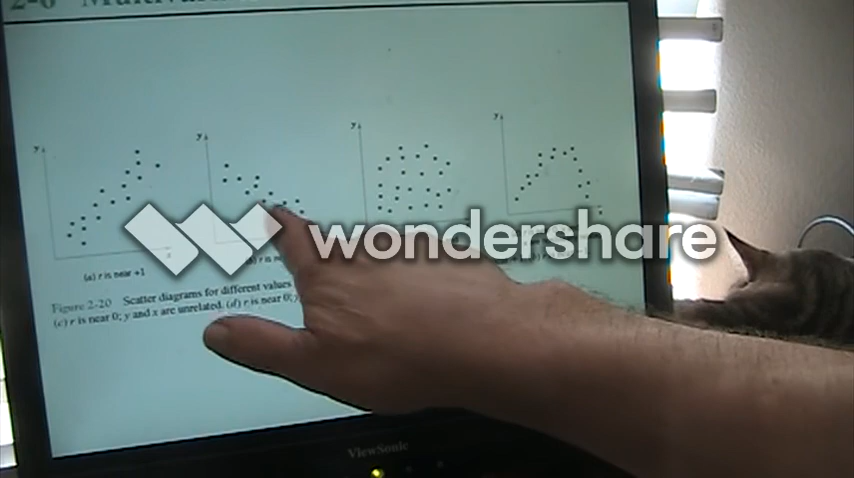 2-6
y
y
y
y
(a) r is near +1
Figure 2-20 Scatter diagrams for different values
(c) r is near 0; y and x are unrelated. (d) r is near 0; y
wondershare
ViewSonic